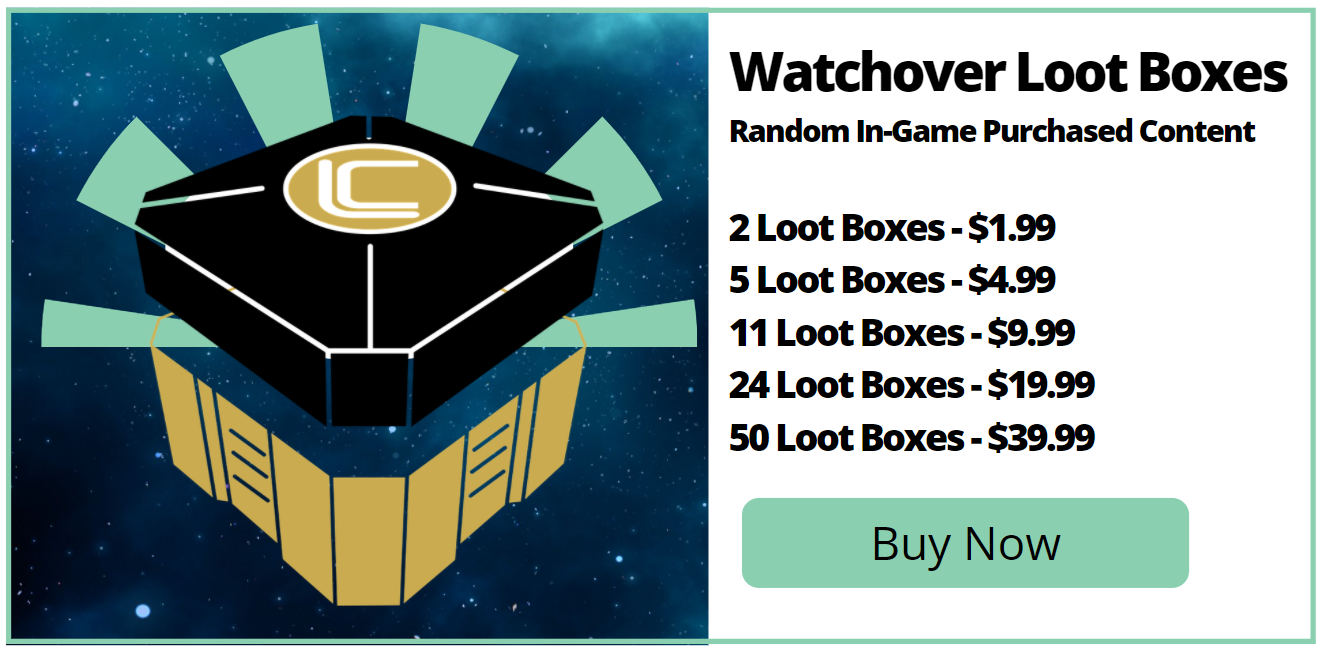 LC
Watchover Loot Boxes
Random In-Game Purchased Content
2 Loot Boxes - $1.99
5 Loot Boxes - $4.99
11 Loot Boxes - $9.99
24 Loot Boxes - $19.99
50 Loot Boxes - $39.99
Buy Now